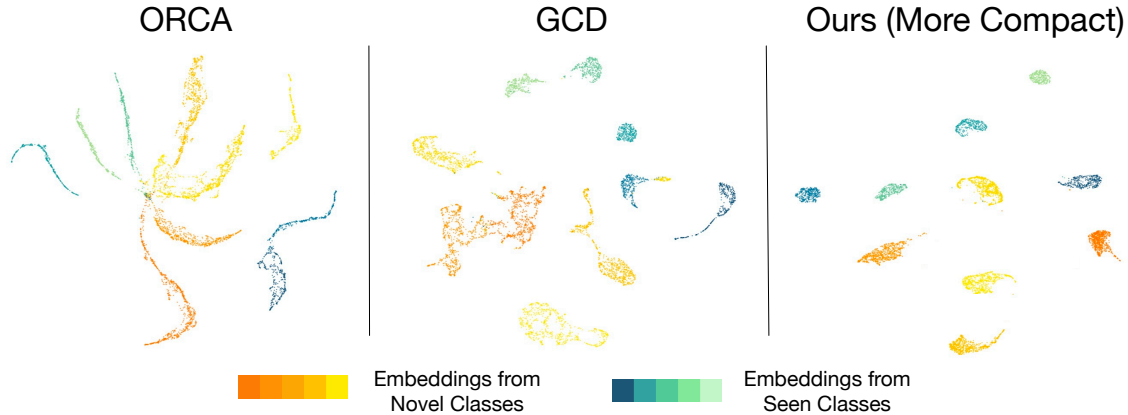 ORCA
GCD
Ours (More Compact)
Embeddings from
Novel Classes
Embeddings from
Seen Classes